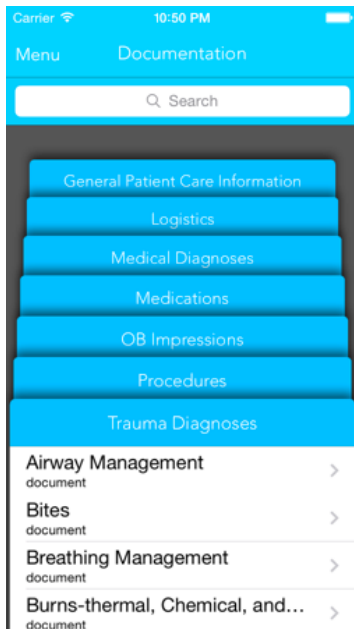 Carrier 10:50 PM
Menu Documentation
Search
General Patient Care Information
Logistics
Medical Diagnoses
Medications
OB Impressions
Procedures
Trauma Diagnoses
Airway Management
document
Bites
document
Breathing Management
document
Burns-thermal, Chemical, and...
document